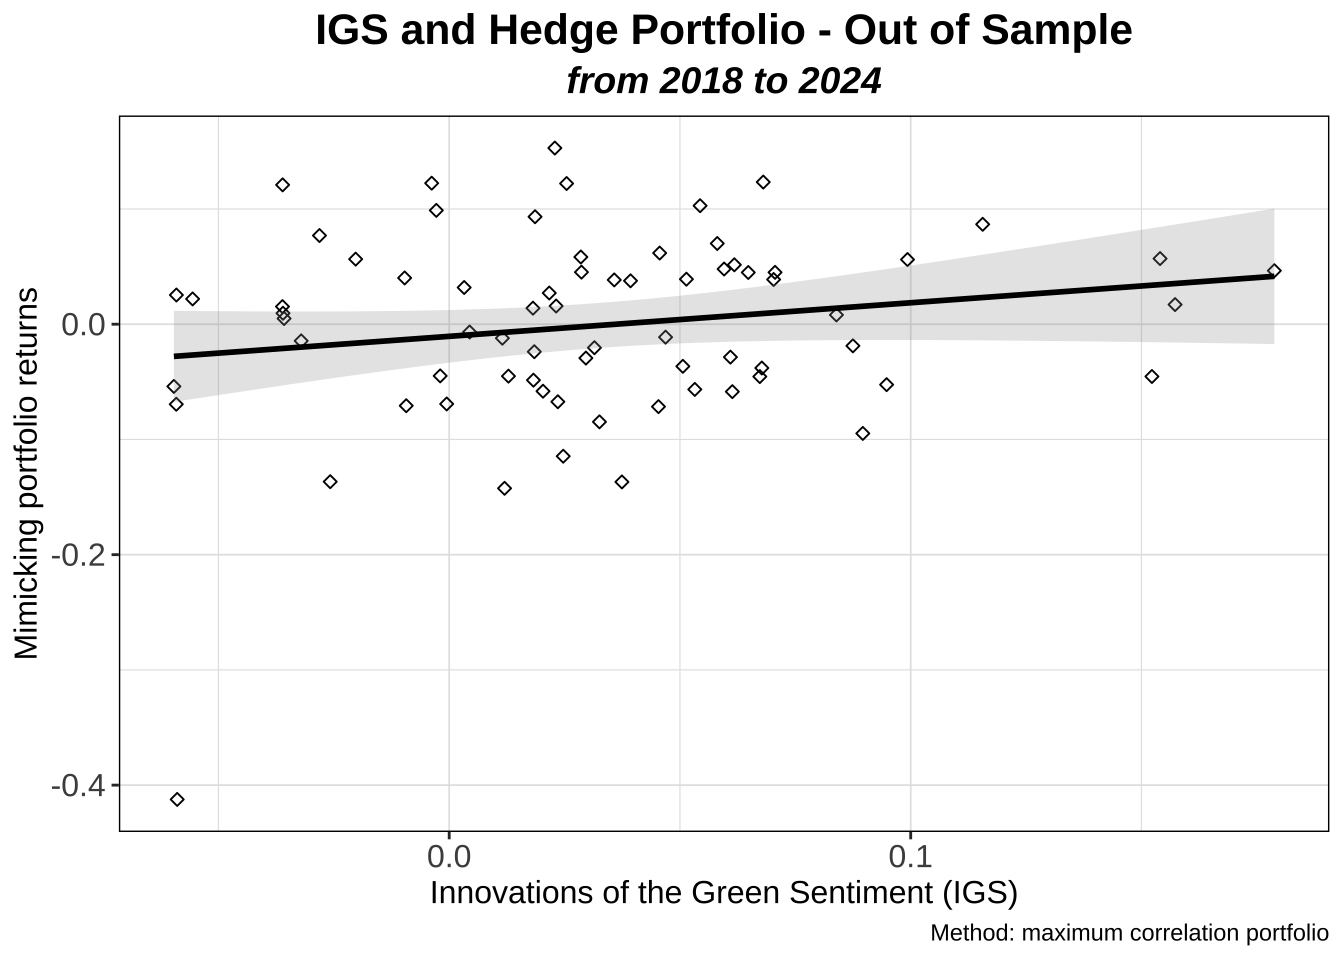 IGS and Hedge Portfolio - Out of Sample
from 2018 to 2024
Mimicking portfolio returns
0.0
-0.2
-0.4
0.0
0.1
Innovations of the Green Sentiment (IGS)
Method: maximum correlation portfolio